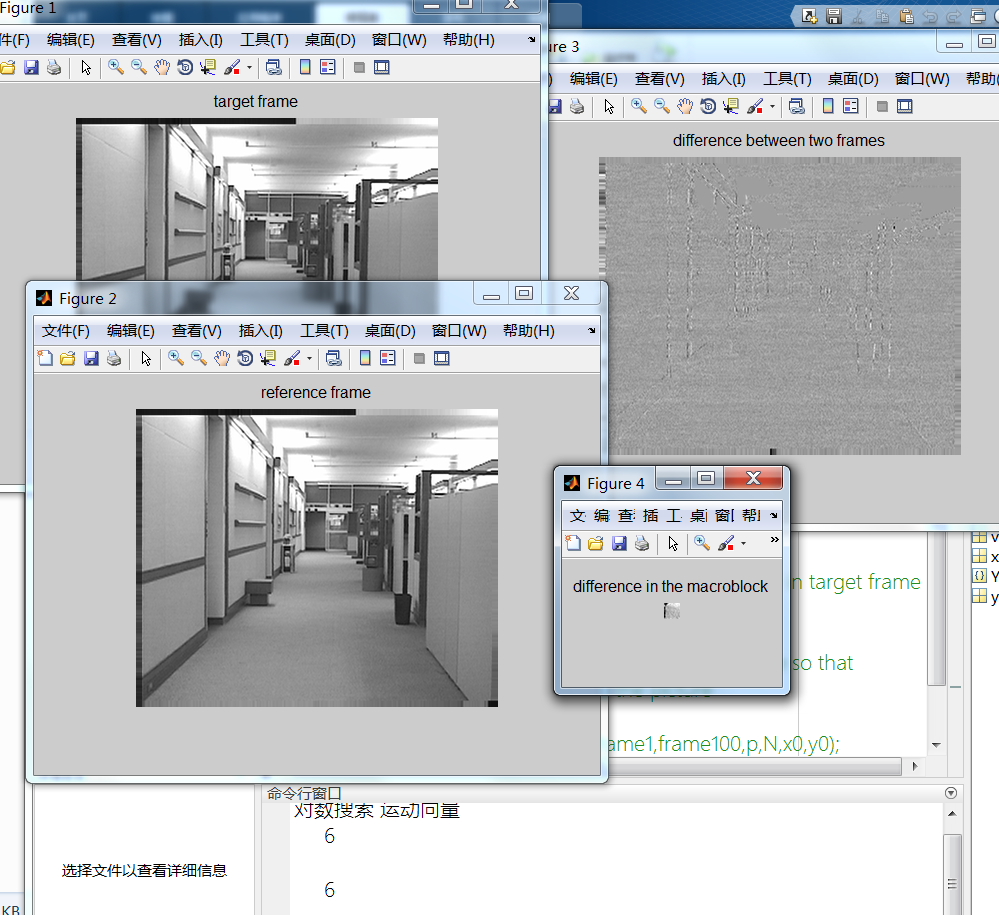 Figure 1
件(F) 编辑(E) 查看(V) 插入(I) 工具(T) 桌面(D) 窗口(W) 帮助(H)
target frame
ure 3
) 编辑(E) 查看(V) 插入(I) 工具(T) 桌面(D) 窗口(W) 帮助(
difference between two frames
Figure 2
文件(F) 编辑(E) 查看(V) 插入(I) 工具(T) 桌面(D) 窗口(W) 帮助(H)
reference frame
Figure 4
文 编 查 插 工 桌 窗 帮
difference in the macroblock
n target frame
so that
ame1,frame100,p,N,x0,y0);
v
x
Y
y
命令行窗口
对数搜索 运动向量
6
6
选择文件以查看详细信息
KB